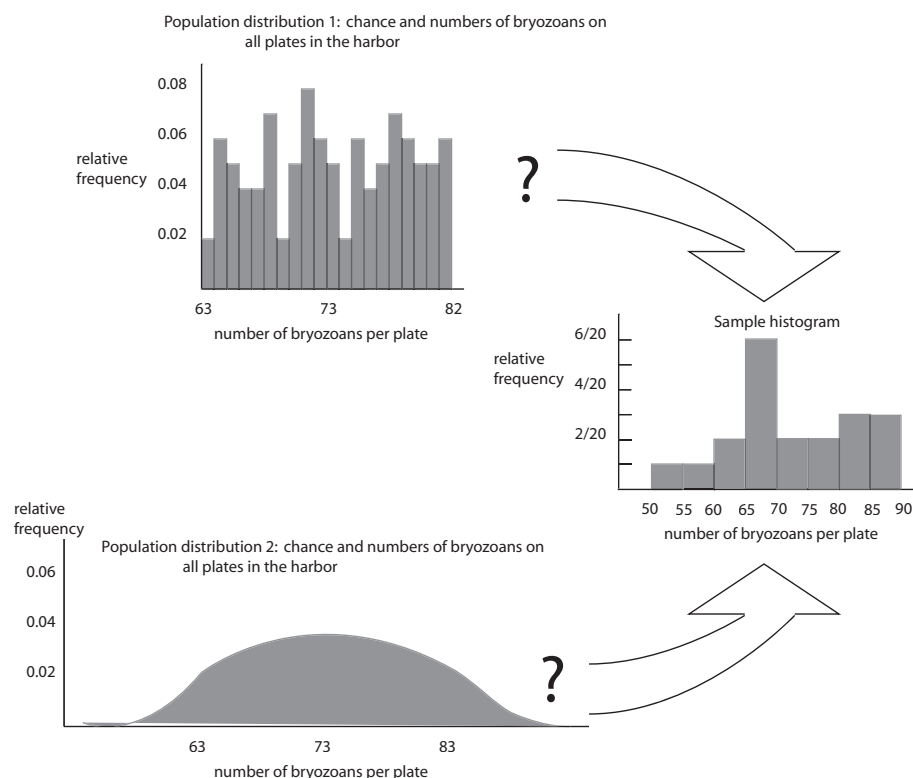 Population distribution 1: chance and numbers of bryozoans on
all plates in the harbor
0.08
0.06
relative
frequency
0.04
0.02
63
73
82
number of bryozoans per plate
?
Sample histogram
6/20
relative
frequency
4/20
2/20
50 55 60 65 70 75 80 85 90
number of bryozoans per plate
relative
frequency
Population distribution 2: chance and numbers of bryozoans on
all plates in the harbor
0.06
0.04
0.02
?
63
73
83
number of bryozoans per plate